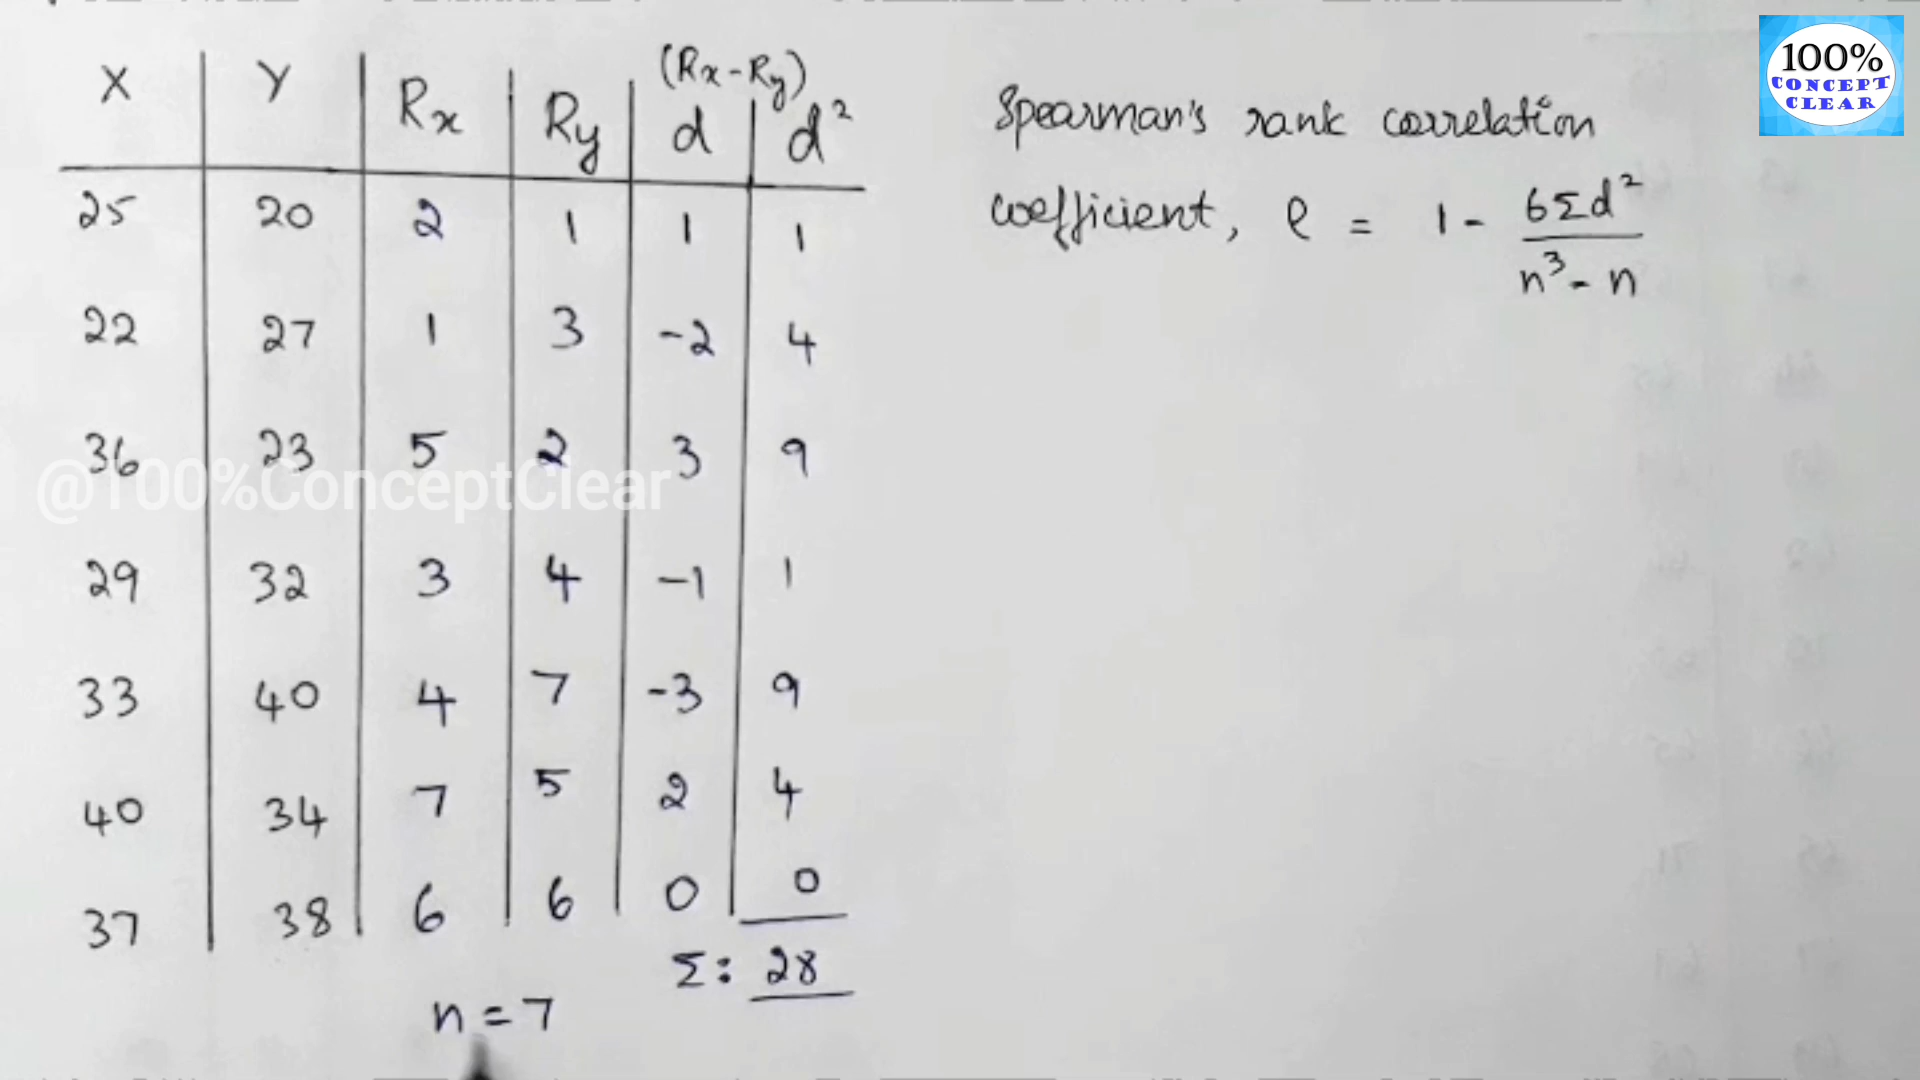 X Y Rx Ry (Rx - Ry) d d²
25 20 2 1 1 1
22 27 1 3 -2 4
36 23 5 2 3 9
29 32 3 4 -1 1
33 40 4 7 -3 9
40 34 7 5 2 4
37 38 6 6 0 0
Σ: 28
n = 7
Spearman's rank correlation
coefficient, ρ = 1 - 6Σd² / n³ - n
@100%ConceptClear
100%
CONCEPT
CLEAR